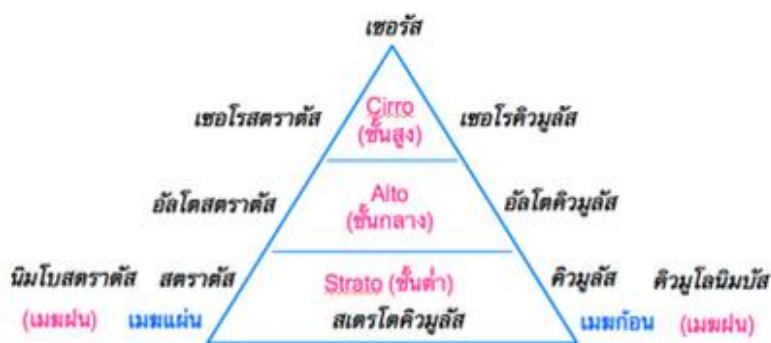 เซอรัส
เซอโรสตราตัส Cirro เซอโรคิวมูลัส
(ชั้นสูง)
อัลโตสตราตัส Alto อัลโตคิวมูลัส
(ชั้นกลาง)
นิมโบสตราตัส สตราตัส Strato (ชั้นต่ำ) คิวมูลัส คิวมูโลนิมบัส
(เมฆฝน) เมฆแผ่น สเตรโตคิวมูลัส เมฆก้อน (เมฆฝน)